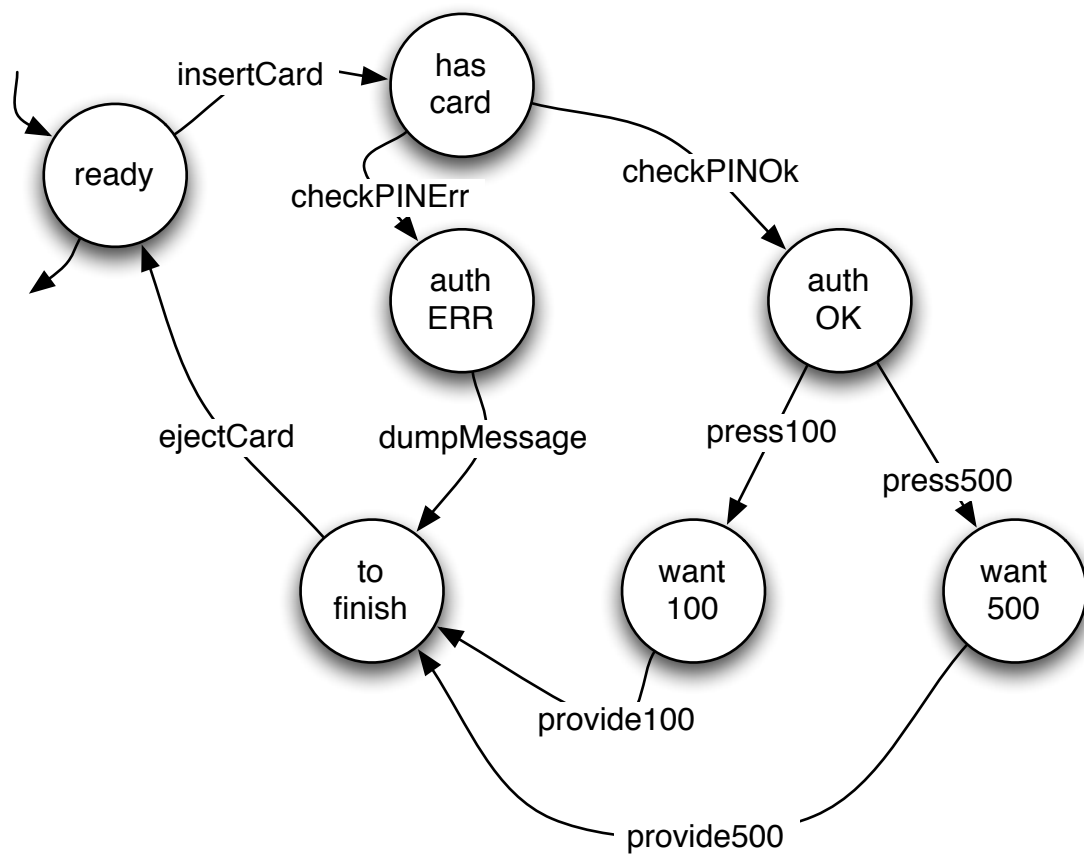 insertCard
has
card
ready
checkPINErr
checkPINOk
auth
ERR
auth
OK
ejectCard
dumpMessage
press100
press500
to
finish
want
100
want
500
provide100
provide500